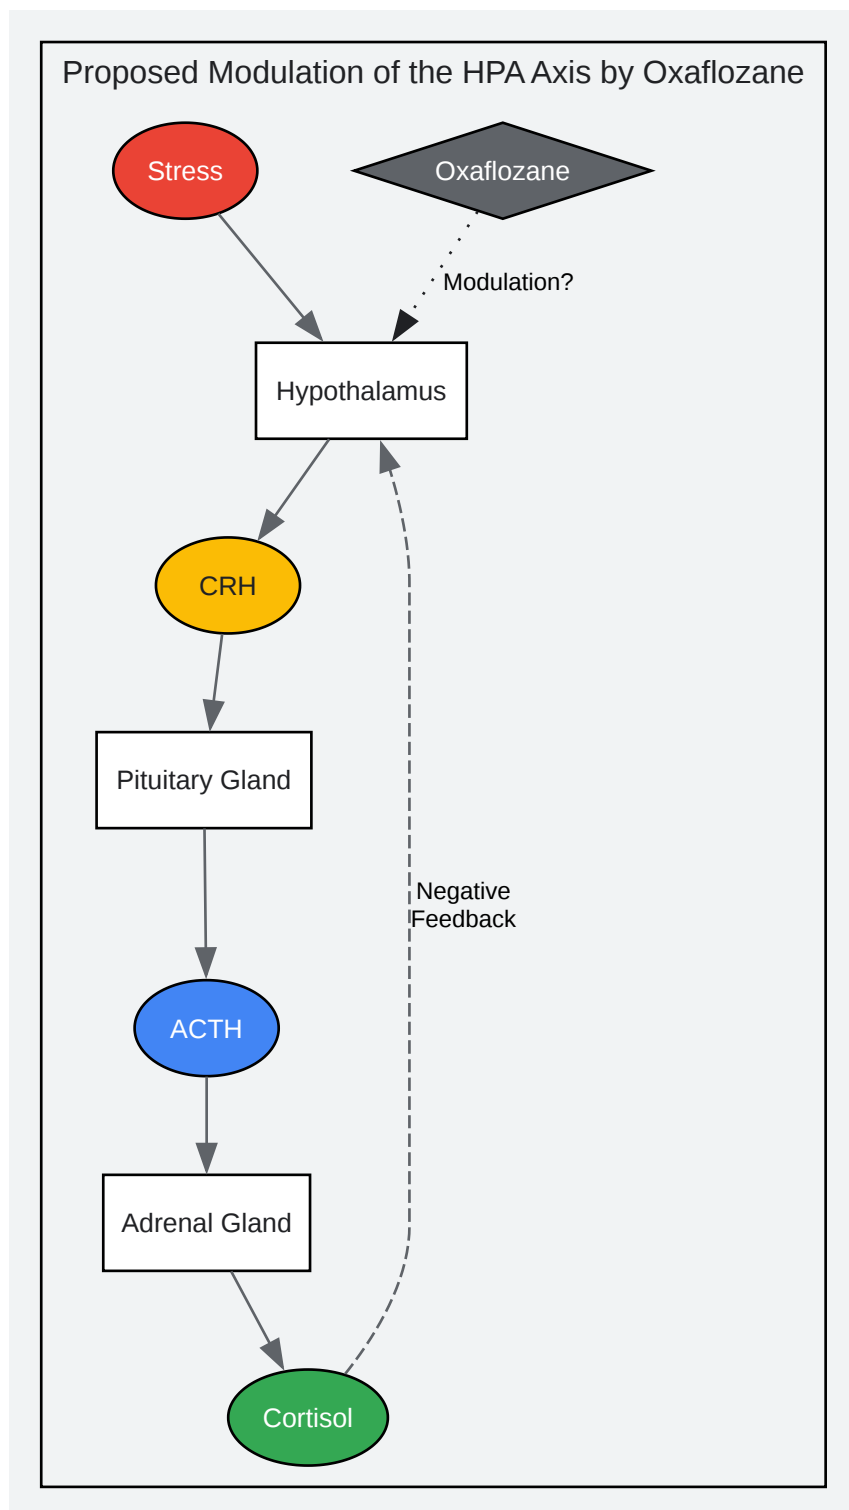 Proposed Modulation of the HPA Axis by Oxaflozane
Stress
Oxaflozane
Modulation?
Hypothalamus
CRH
Pituitary Gland
Negative
Feedback
ACTH
Adrenal Gland
Cortisol